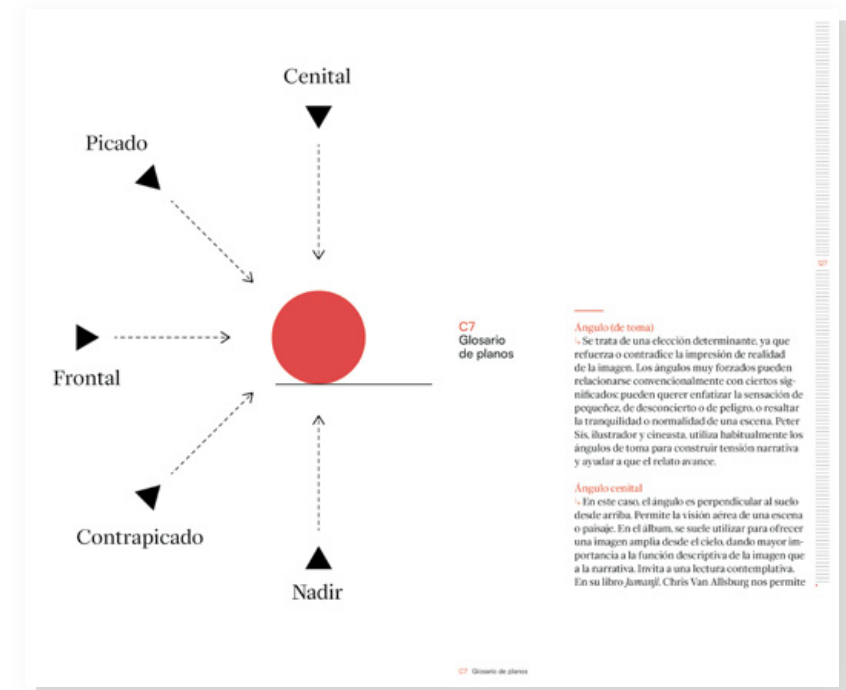 Cenital
Picado
Frontal
Contrapicado
Nadir
C7
Glosario
de planos
127
Ángulo (de toma)
↳ Se trata de una elección determinante, ya que
refuerza o contradice la impresión de realidad
de la imagen. Los ángulos muy forzados pueden
relacionarse convencionalmente con ciertos sig-
nificados: pueden querer enfatizar la sensación de
pequeñez, de desconcierto o de peligro, o resaltar
la tranquilidad o normalidad de una escena. Peter
Sís, ilustrador y cineasta, utiliza habitualmente los
ángulos de toma para construir tensión narrativa
y ayudar a que el relato avance.
Ángulo cenital
↳ En este caso, el ángulo es perpendicular al suelo
desde arriba. Permite la visión aérea de una escena
o paisaje. En el álbum, se suele utilizar para ofrecer
una imagen amplia desde el cielo, dando mayor im-
portancia a la función descriptiva de la imagen que
a la narrativa. Invita a una lectura contemplativa.
En su libro Jumanji, Chris Van Allsburg nos permite
C7 Glosario de planos